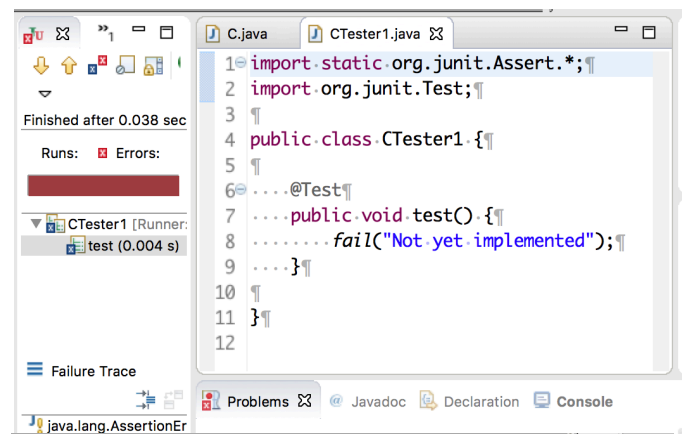 JU
»1
C.java
CTester1.java
Finished after 0.038 sec
Runs: Errors:
CTester1 [Runner:
test (0.004 s)
Failure Trace
java.lang.AssertionEr
1 import·static·org.junit.Assert.*;¶
2 import·org.junit.Test;¶
3 ¶
4 public·class·CTester1·{¶
5 ¶
6 ····@Test¶
7 ····public·void·test()·{¶
8 ········fail("Not·yet·implemented");¶
9 ····}¶
10 ¶
11 }¶
12
Problems @ Javadoc Declaration Console